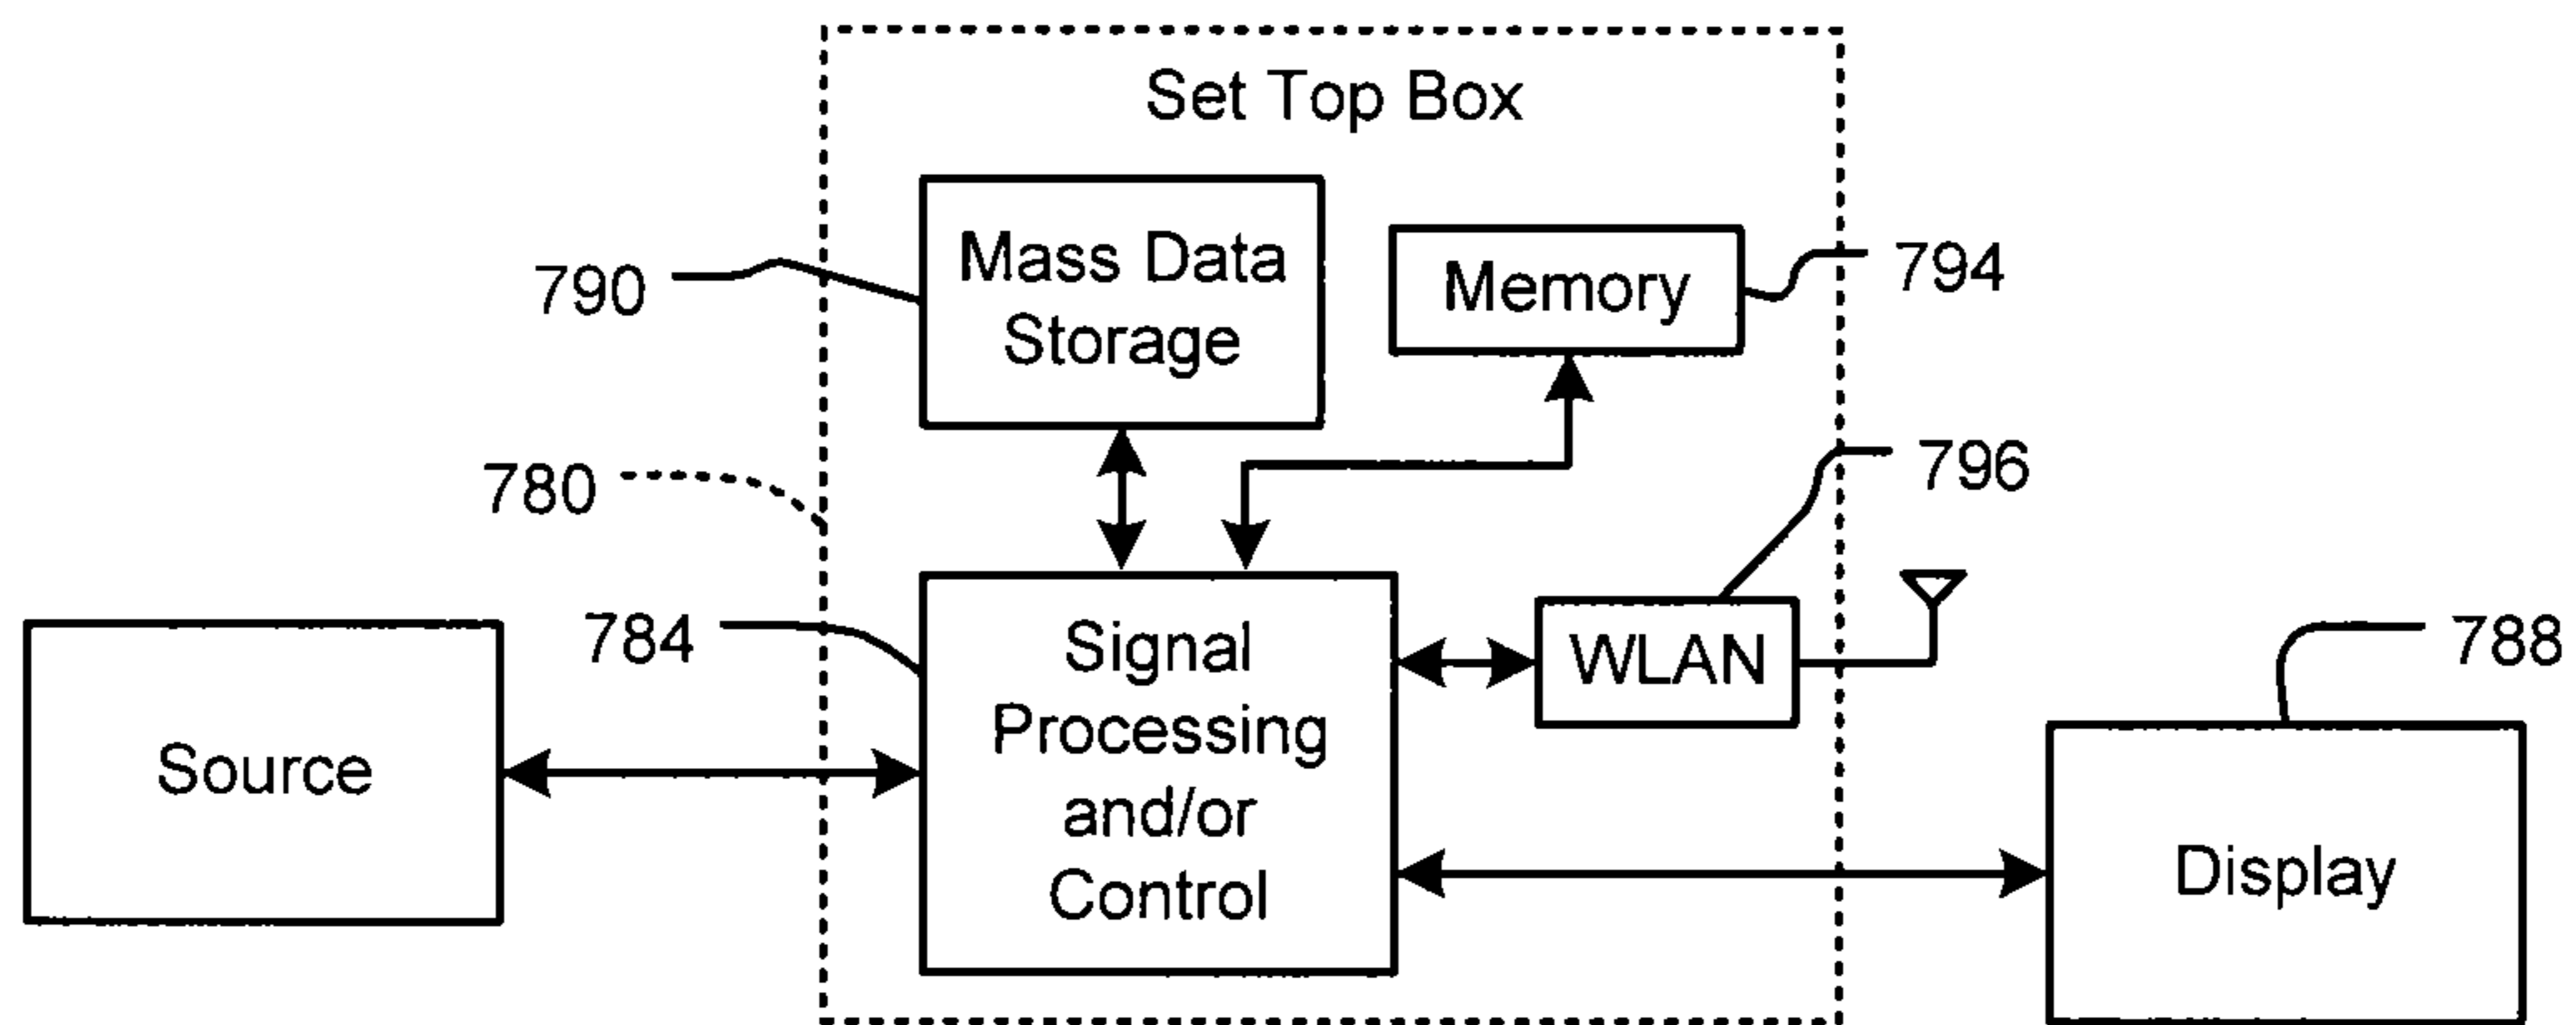 Set Top Box
Mass Data
Storage
790
Memory
794
780
796
784
Signal
Processing
and/or
Control
WLAN
788
Source
Display